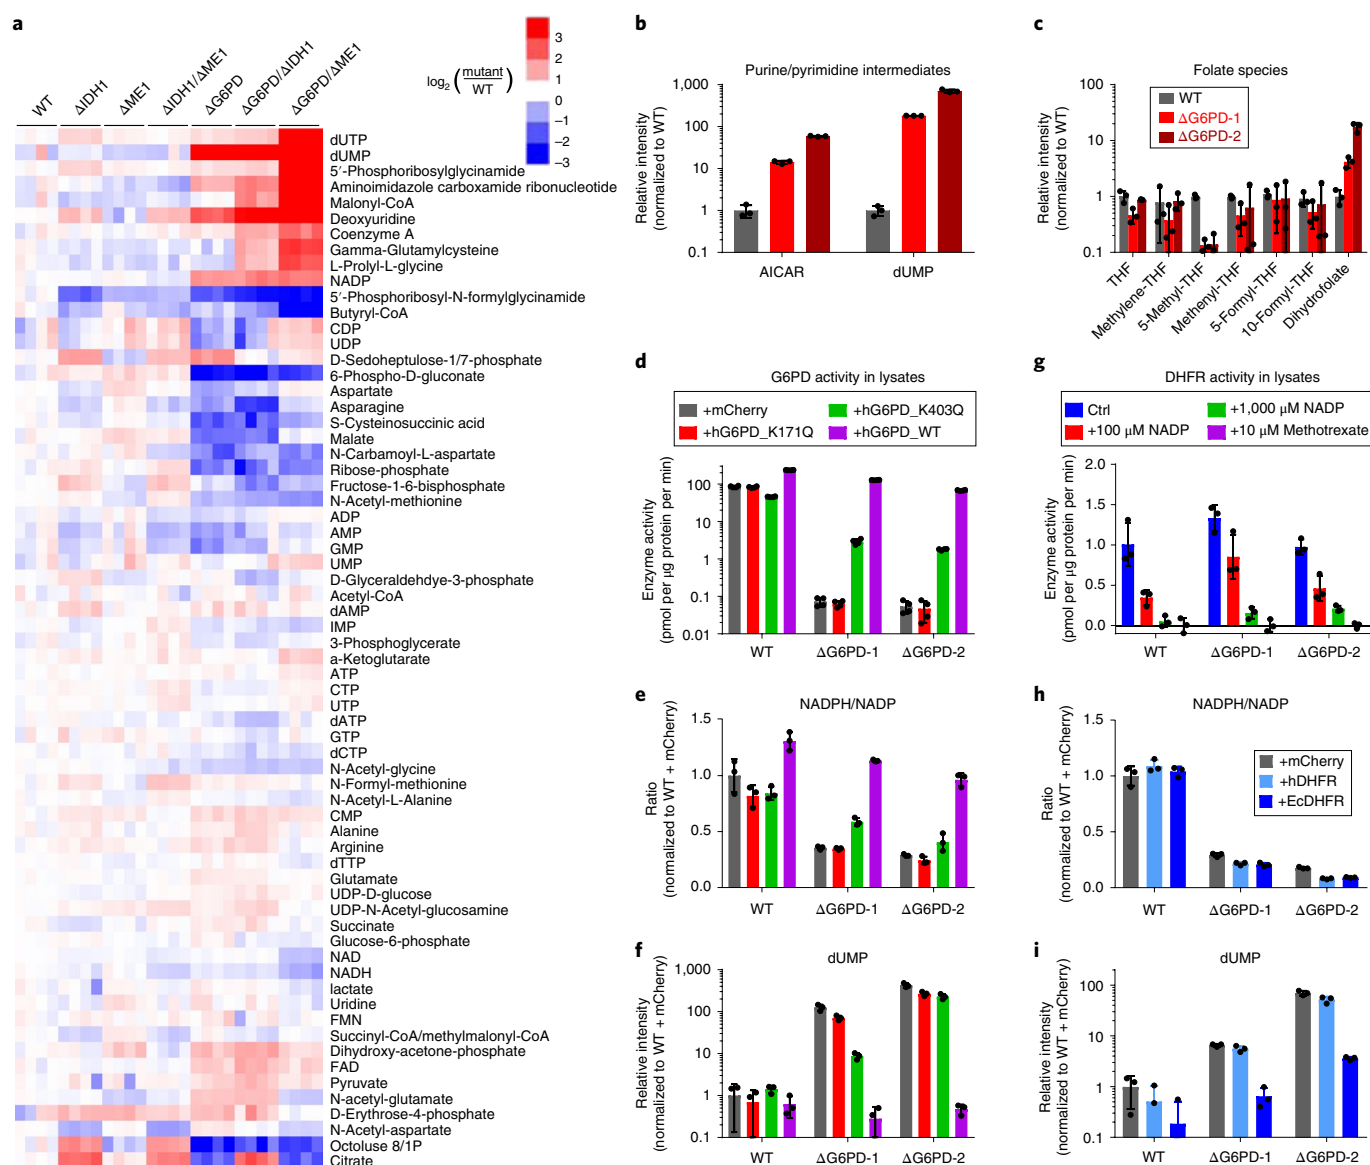 a
WT
ΔIDH1
ΔME1
ΔIDH1/ΔME1
ΔG6PD
ΔG6PD/ΔIDH1
ΔG6PD/ΔME1
log2 (mutant/WT)
3
2
1
0
–1
–2
–3
dUTP
dUMP
5′-Phosphoribosylglycinamide
Aminoimidazole carboxamide ribonucleotide
Malonyl-CoA
Deoxyuridine
Coenzyme A
Gamma-Glutamylcysteine
L-Prolyl-L-glycine
NADP
5′-Phosphoribosyl-N-formylglycinamide
Butyryl-CoA
CDP
UDP
D-Sedoheptulose-1/7-phosphate
6-Phospho-D-gluconate
Aspartate
Asparagine
S-Cysteinosuccinic acid
Malate
N-Carbamoyl-L-aspartate
Ribose-phosphate
Fructose-1-6-bisphosphate
N-Acetyl-methionine
ADP
AMP
GMP
UMP
D-Glyceraldehdye-3-phosphate
Acetyl-CoA
dAMP
IMP
3-Phosphoglycerate
a-Ketoglutarate
ATP
CTP
UTP
dATP
GTP
dCTP
N-Acetyl-glycine
N-Formyl-methionine
N-Acetyl-L-Alanine
CMP
Alanine
Arginine
dTTP
Glutamate
UDP-D-glucose
UDP-N-Acetyl-glucosamine
Succinate
Glucose-6-phosphate
NAD
NADH
lactate
Uridine
FMN
Succinyl-CoA/methylmalonyl-CoA
Dihydroxy-acetone-phosphate
FAD
Pyruvate
N-acetyl-glutamate
D-Erythrose-4-phosphate
N-Acetyl-aspartate
Octoluse 8/1P
Citrate
b
Purine/pyrimidine intermediates
Relative intensity
(normalized to WT)
1,000
100
10
1
0.1
AICAR
dUMP
c
Folate species
Relative intensity
(normalized to WT)
100
10
1
0.1
WT
ΔG6PD-1
ΔG6PD-2
THF
Methylene-THF
5-Methyl-THF
Methenyl-THF
5-Formyl-THF
10-Formyl-THF
Dihydrofolate
d
G6PD activity in lysates
+mCherry
+hG6PD_K403Q
+hG6PD_K171Q
+hG6PD_WT
Enzyme activity
(pmol per μg protein per min)
100
10
1
0.1
0.01
WT
ΔG6PD-1
ΔG6PD-2
g
DHFR activity in lysates
Ctrl
+1,000 μM NADP
+100 μM NADP
+10 μM Methotrexate
Enzyme activity
(pmol per μg protein per min)
2.0
1.5
1.0
0.5
0.0
WT
ΔG6PD-1
ΔG6PD-2
e
NADPH/NADP
Ratio
(normalized to WT + mCherry)
1.5
1.0
0.5
0.0
WT
ΔG6PD-1
ΔG6PD-2
h
NADPH/NADP
Ratio
(normalized to WT + mCherry)
1.5
1.0
0.5
0.0
+mCherry
+hDHFR
+EcDHFR
WT
ΔG6PD-1
ΔG6PD-2
f
dUMP
Relative intensity
(normalized to WT + mCherry)
1,000
100
10
1
0.1
WT
ΔG6PD-1
ΔG6PD-2
i
dUMP
Relative intensity
(normalized to WT + mCherry)
100
10
1
0.1
WT
ΔG6PD-1
ΔG6PD-2